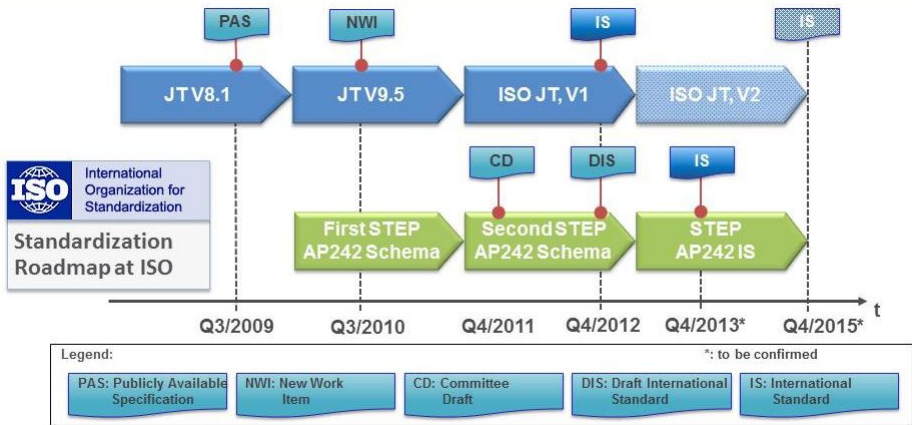 PAS
NWI
IS
IS
JT V8.1
JT V9.5
ISO JT, V1
ISO JT, V2
CD
DIS
IS
ISO
International
Organization for
Standardization
Standardization
Roadmap at ISO
First STEP
AP242 Schema
Second STEP
AP242 Schema
STEP
AP242 IS
t
Q3/2009
Q3/2010
Q4/2011
Q4/2012
Q4/2013*
Q4/2015*
Legend:
*: to be confirmed
PAS: Publicly Available
Specification
NWI: New Work
Item
CD: Committee
Draft
DIS: Draft International
Standard
IS: International
Standard